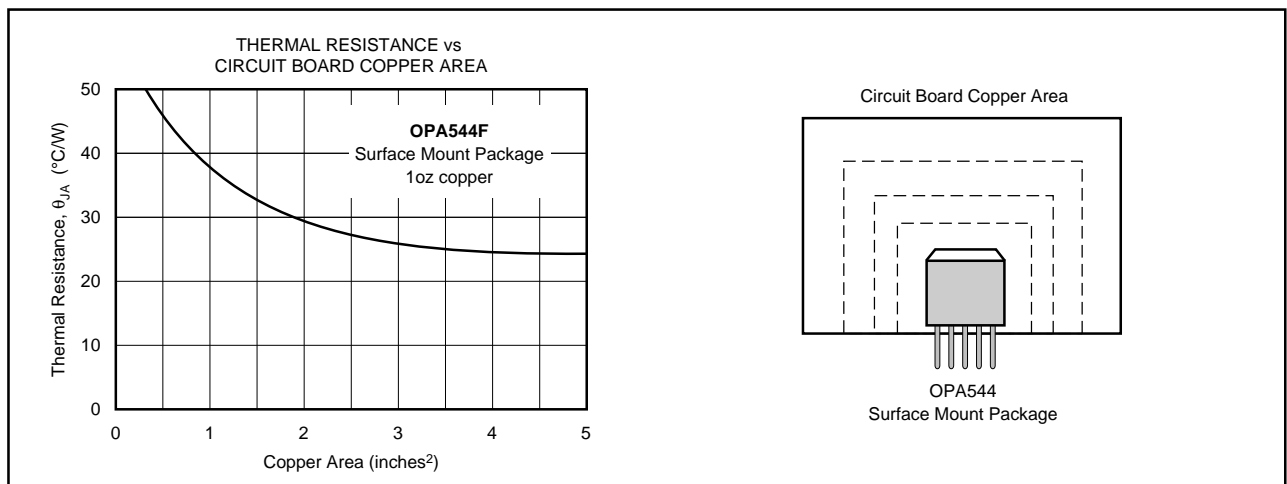 THERMAL RESISTANCE vs
CIRCUIT BOARD COPPER AREA
50
40
30
20
10
0
Thermal Resistance, θJA (°C/W)
OPA544F
Surface Mount Package
1oz copper
0 1 2 3 4 5
Copper Area (inches²)
Circuit Board Copper Area
OPA544
Surface Mount Package